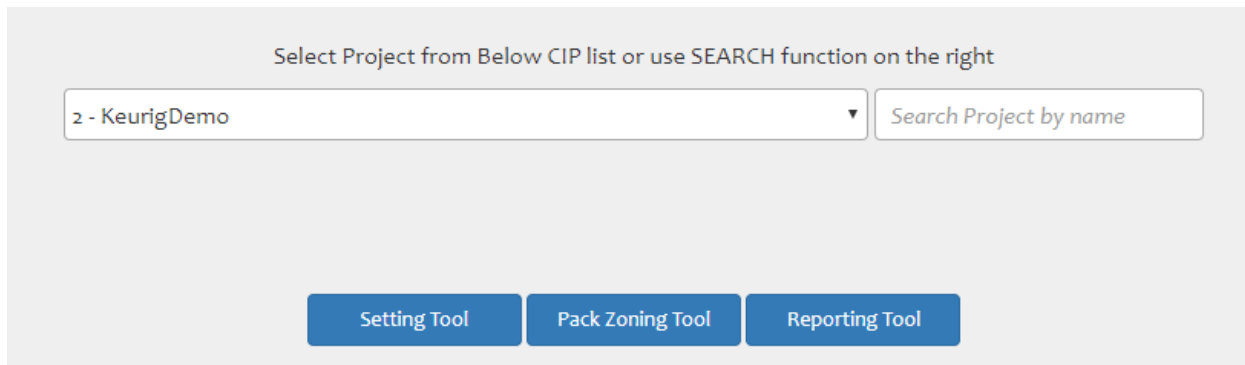 Select Project from Below CIP list or use SEARCH function on the right
2 - KeurigDemo Search Project by name
Setting Tool Pack Zoning Tool Reporting Tool